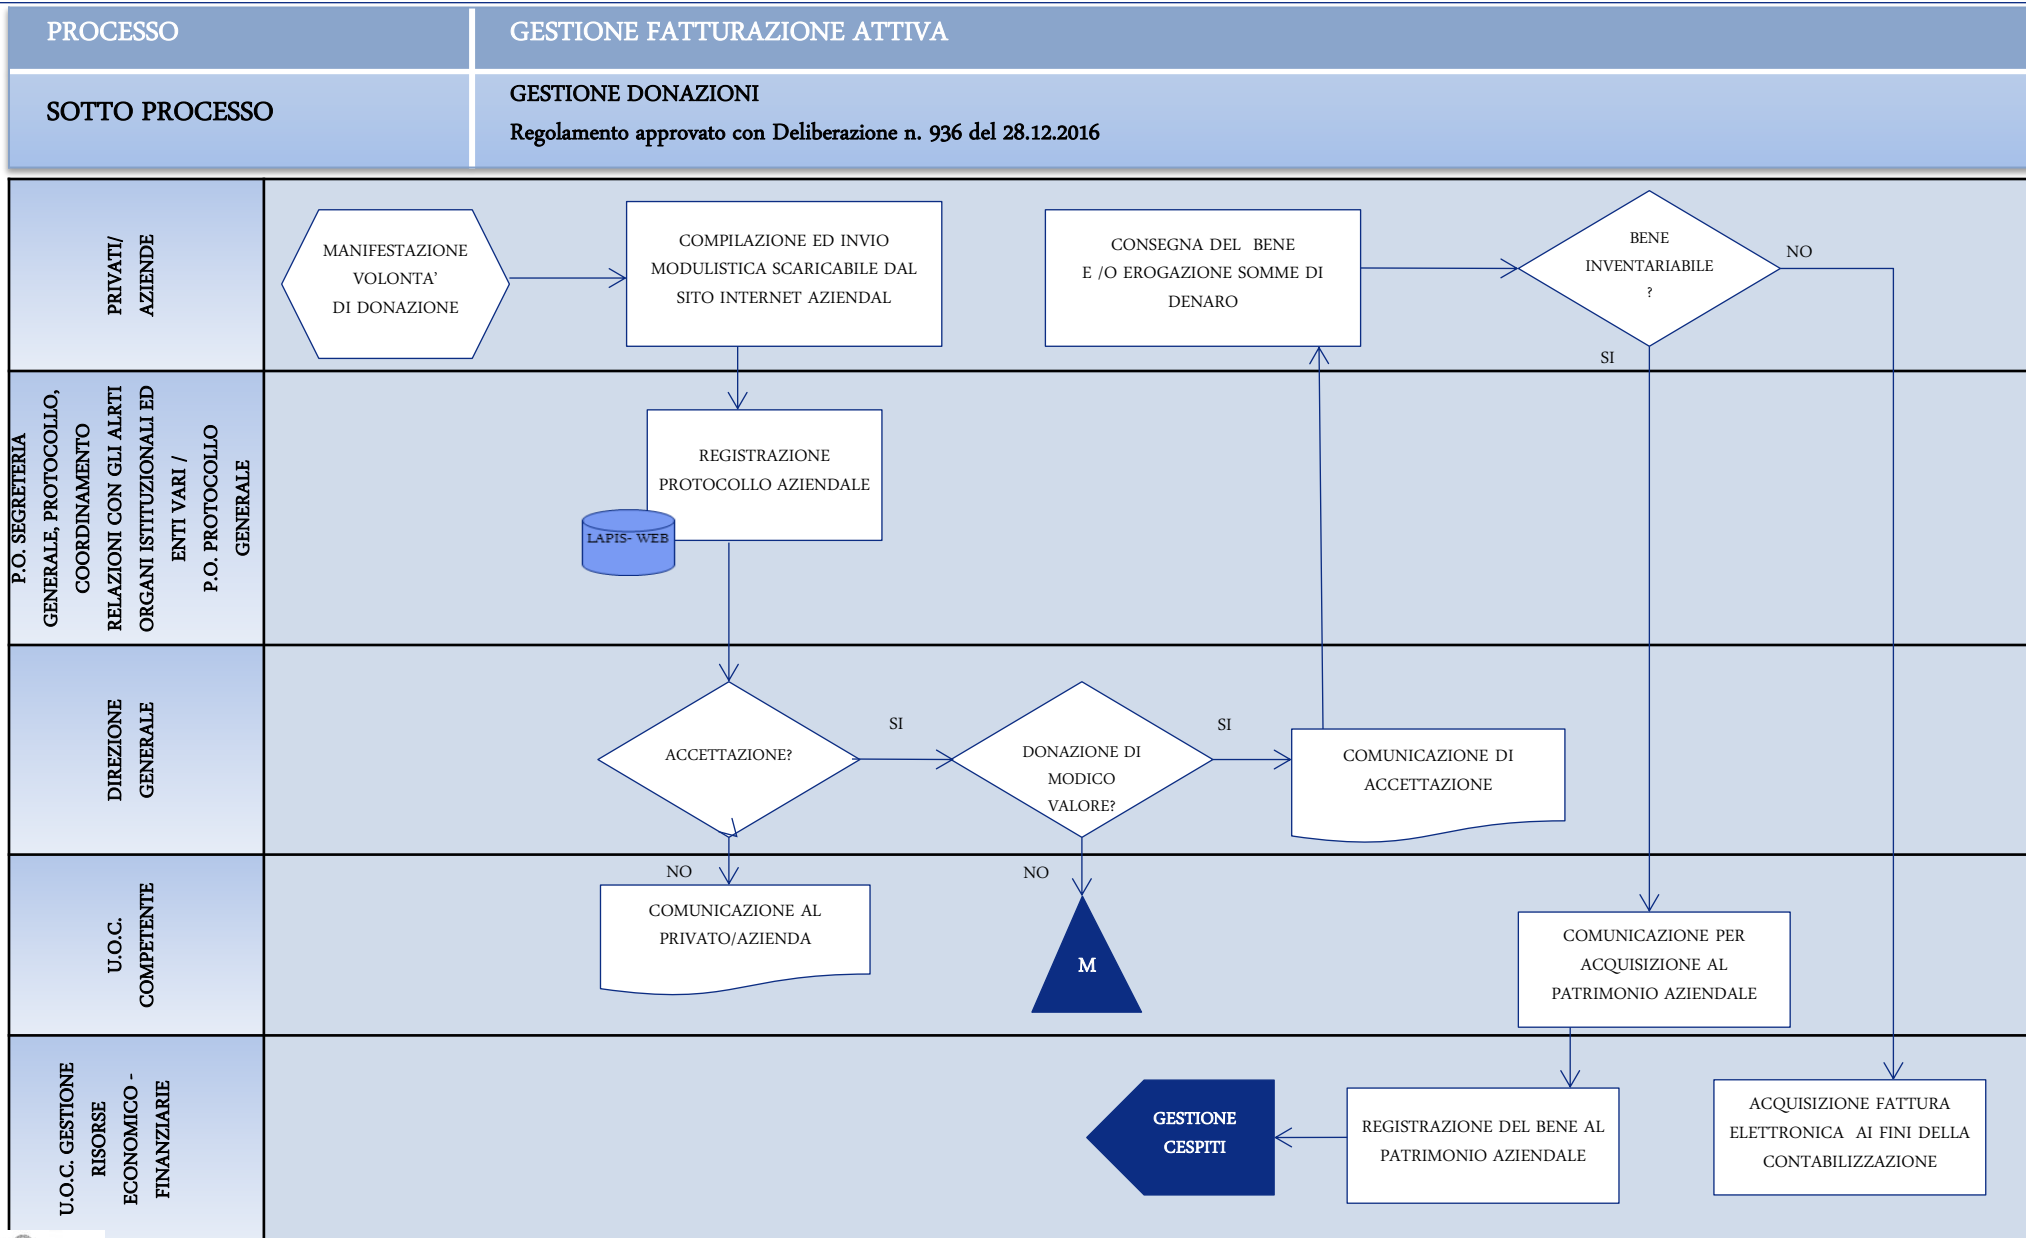 PROCESSO
GESTIONE FATTURAZIONE ATTIVA
SOTTO PROCESSO
GESTIONE DONAZIONI
Regolamento approvato con Deliberazione n. 936 del 28.12.2016
PRIVATI/
AZIENDE
MANIFESTAZIONE
VOLONTA'
DI DONAZIONE
COMPILAZIONE ED INVIO
MODULISTICA SCARICABILE DAL
SITO INTERNET AZIENDAL
CONSEGNA DEL BENE
E /O EROGAZIONE SOMME DI
DENARO
BENE
INVENTARIABILE
?
NO
SI
P.O. SEGRETERIA
GENERALE, PROTOCOLLO,
COORDINAMENTO
RELAZIONI CON GLI ALRTI
ORGANI ISTITUZIONALI ED
ENTI VARI /
P.O. PROTOCOLLO
GENERALE
REGISTRAZIONE
PROTOCOLLO AZIENDALE
LAPIS- WEB
DIREZIONE
GENERALE
ACCETTAZIONE?
SI
DONAZIONE DI
MODICO
VALORE?
SI
COMUNICAZIONE DI
ACCETTAZIONE
U.O.C.
COMPETENTE
NO
COMUNICAZIONE AL
PRIVATO/AZIENDA
NO
M
COMUNICAZIONE PER
ACQUISIZIONE AL
PATRIMONIO AZIENDALE
U.O.C. GESTIONE
RISORSE
ECONOMICO -
FINANZIARIE
GESTIONE
CESPITI
REGISTRAZIONE DEL BENE AL
PATRIMONIO AZIENDALE
ACQUISIZIONE FATTURA
ELETTRONICA AI FINI DELLA
CONTABILIZZAZIONE